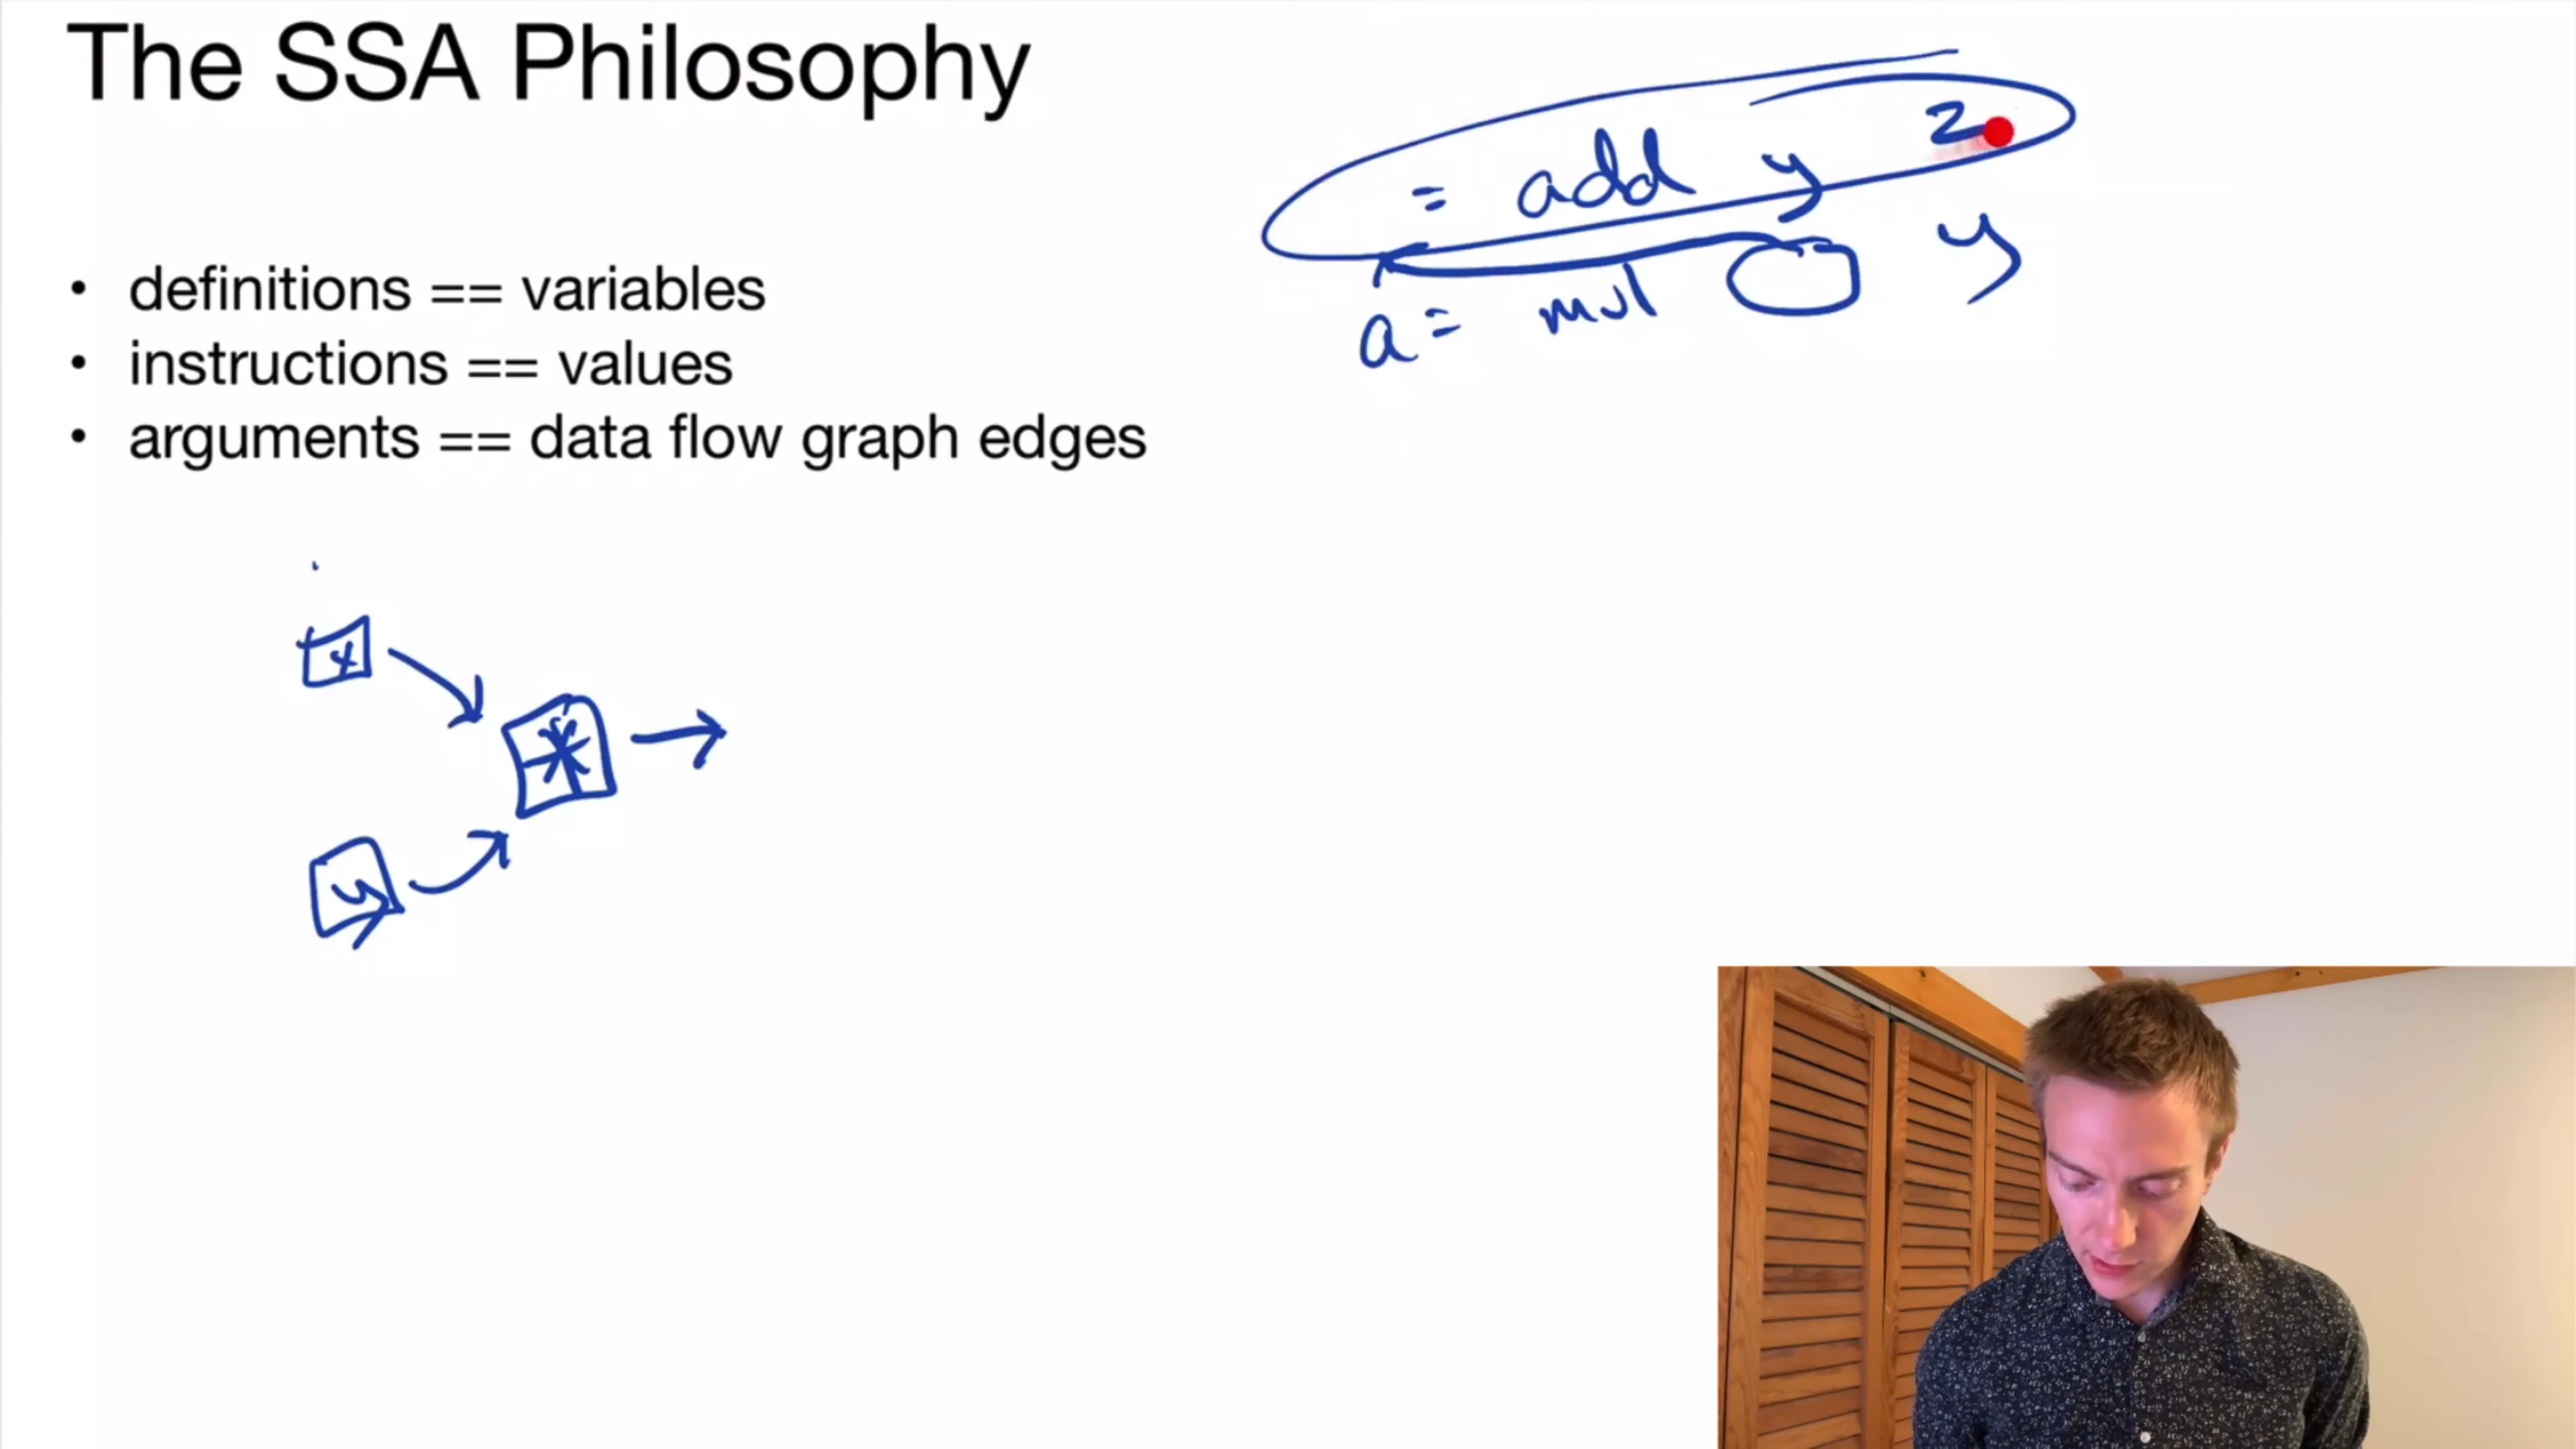 The SSA Philosophy
= add y z
a = mul y
• definitions == variables
• instructions == values
• arguments == data flow graph edges
x
*
y